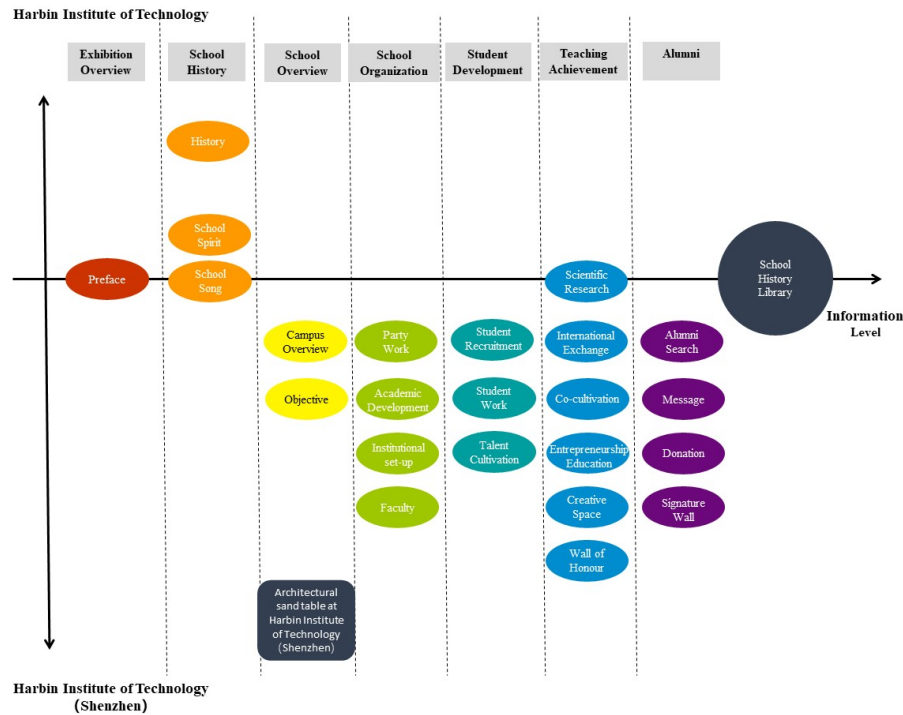 Harbin Institute of Technology
Exhibition
Overview
School
History
School
Overview
School
Organization
Student
Development
Teaching
Achievement
Alumni
History
School
Spirit
Preface
School
Song
Scientific
Research
School
History
Library
Information
Level
Campus
Overview
Party
Work
Student
Recruitment
International
Exchange
Alumni
Search
Objective
Academic
Development
Student
Work
Co-cultivation
Message
Institutional
set-up
Talent
Cultivation
Entrepreneurship
Education
Donation
Faculty
Creative
Space
Signature
Wall
Wall of
Honour
Architectural
sand table at
Harbin Institute
of Technology
(Shenzhen)
Harbin Institute of Technology
(Shenzhen)